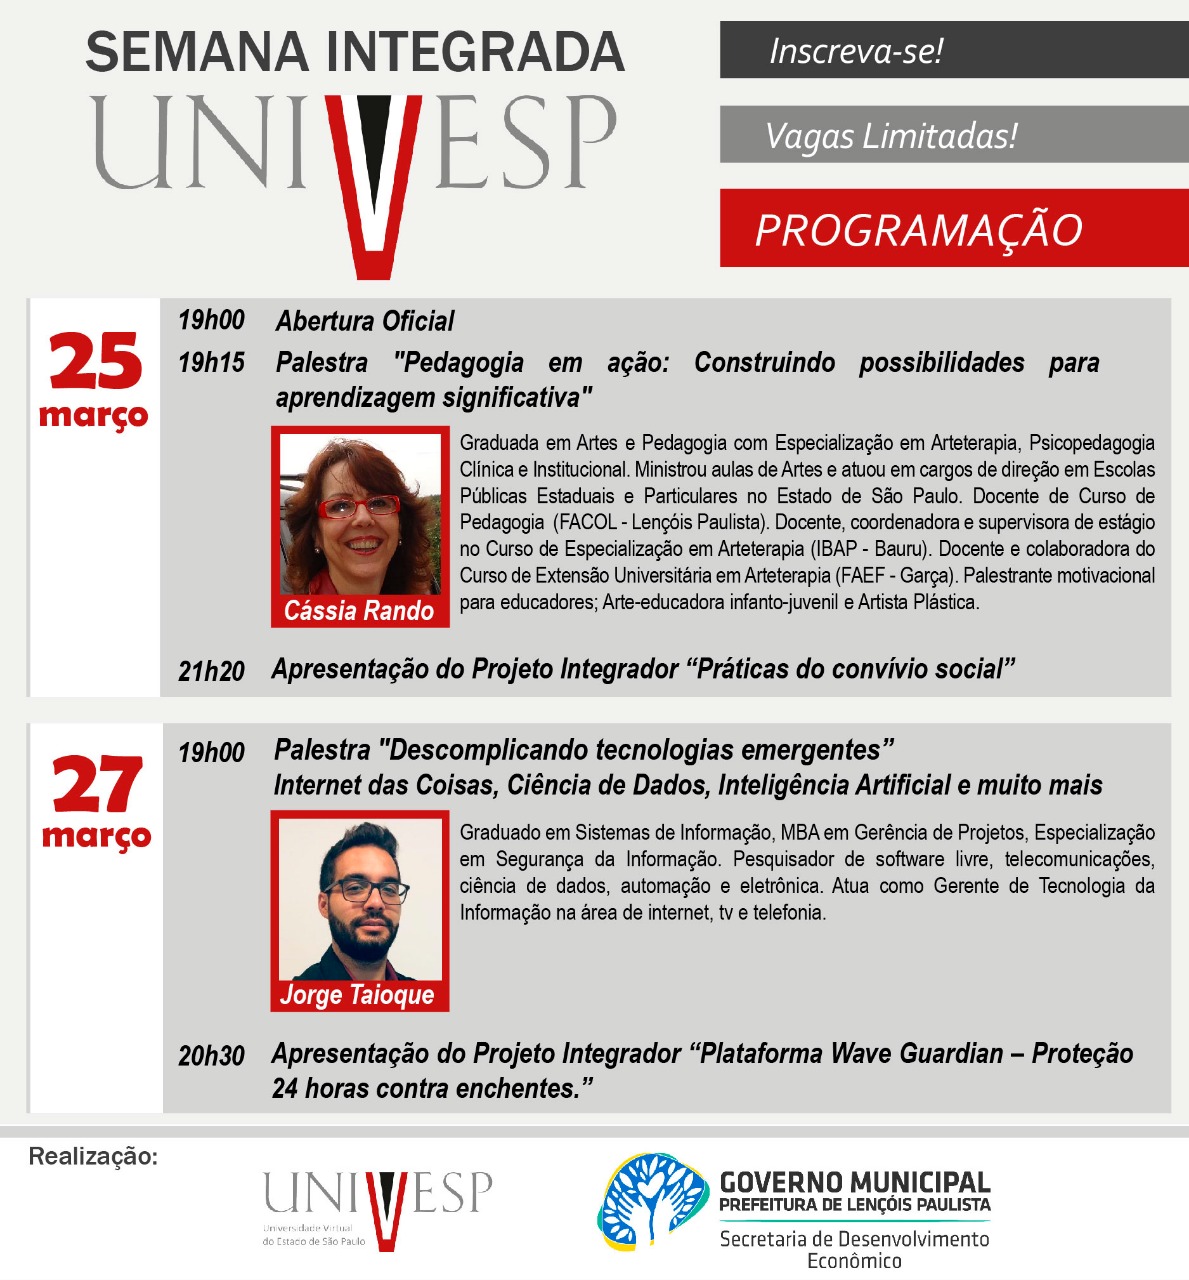 SEMANA INTEGRADA
UNIVESP
Inscreva-se!
Vagas Limitadas!
PROGRAMAÇÃO
25
março
19h00 Abertura Oficial
19h15 Palestra "Pedagogia em ação: Construindo possibilidades para
aprendizagem significativa"
Graduada em Artes e Pedagogia com Especialização em Arteterapia, Psicopedagogia
Clínica e Institucional. Ministrou aulas de Artes e atuou em cargos de direção em Escolas
Públicas Estaduais e Particulares no Estado de São Paulo. Docente de Curso de
Pedagogia (FACOL - Lençóis Paulista). Docente, coordenadora e supervisora de estágio
no Curso de Especialização em Arteterapia (IBAP - Bauru). Docente e colaboradora do
Curso de Extensão Universitária em Arteterapia (FAEF - Garça). Palestrante motivacional
para educadores; Arte-educadora infanto-juvenil e Artista Plástica.
Cássia Rando
21h20 Apresentação do Projeto Integrador “Práticas do convívio social”
27
março
19h00 Palestra "Descomplicando tecnologias emergentes”
Internet das Coisas, Ciência de Dados, Inteligência Artificial e muito mais
Graduado em Sistemas de Informação, MBA em Gerência de Projetos, Especialização
em Segurança da Informação. Pesquisador de software livre, telecomunicações,
ciência de dados, automação e eletrônica. Atua como Gerente de Tecnologia da
Informação na área de internet, tv e telefonia.
Jorge Taioque
20h30 Apresentação do Projeto Integrador “Plataforma Wave Guardian – Proteção
24 horas contra enchentes.”
Realização:
UNIVESP
Universidade Virtual
do Estado de São Paulo
GOVERNO MUNICIPAL
PREFEITURA DE LENÇÓIS PAULISTA
Secretaria de Desenvolvimento
Econômico